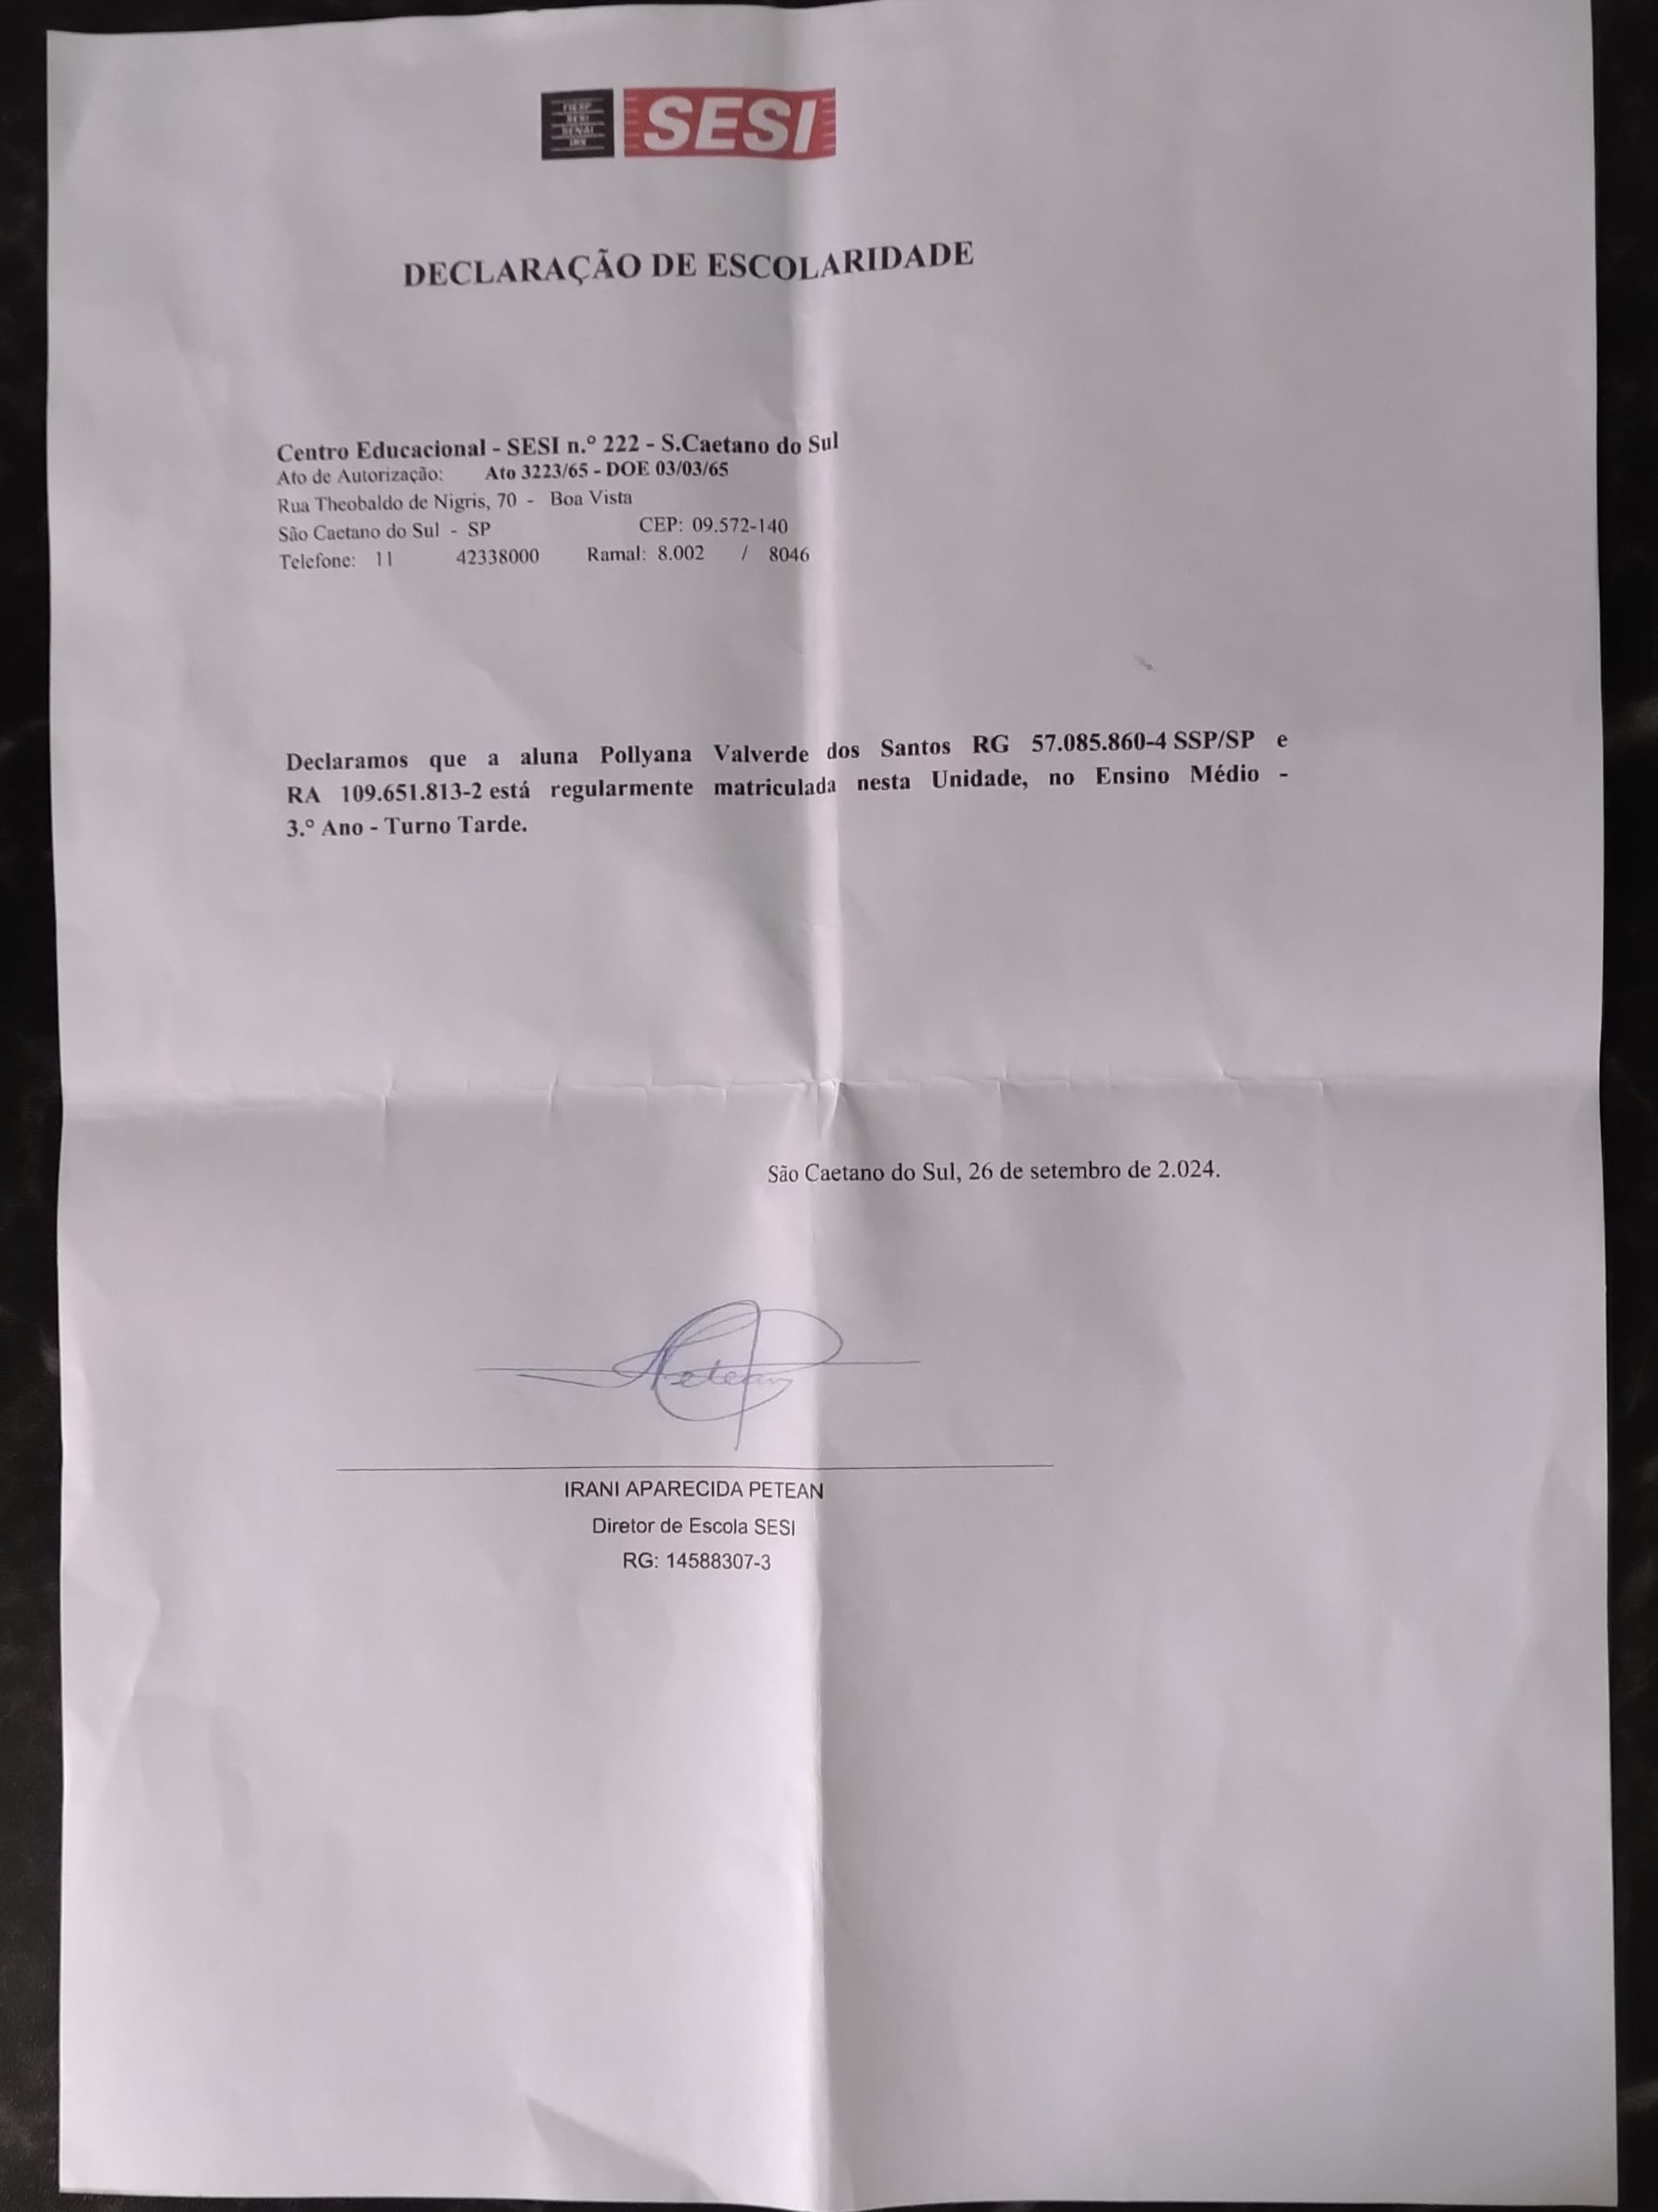 FIESP
SESI
SENAI
IRS
SESI
DECLARAÇÃO DE ESCOLARIDADE
Centro Educacional - SESI n.º 222 - S.Caetano do Sul
Ato de Autorização: Ato 3223/65 - DOE 03/03/65
Rua Theobaldo de Nigris, 70 - Boa Vista
São Caetano do Sul - SP CEP: 09.572-140
Telefone: 11 42338000 Ramal: 8.002 / 8046
Declaramos que a aluna Pollyana Valverde dos Santos RG 57.085.860-4 SSP/SP e
RA 109.651.813-2 está regularmente matriculada nesta Unidade, no Ensino Médio -
3.º Ano - Turno Tarde.
São Caetano do Sul, 26 de setembro de 2.024.
Petean
IRANI APARECIDA PETEAN
Diretor de Escola SESI
RG: 14588307-3